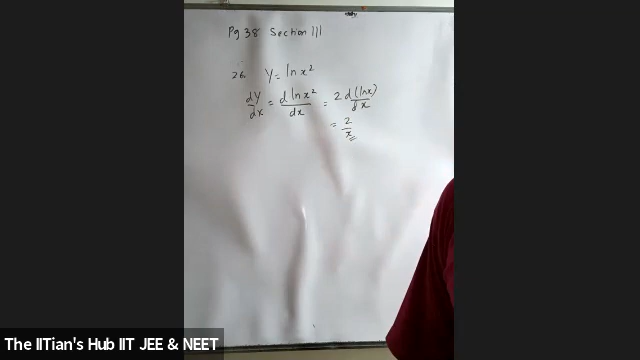 Pg 38 Section III
26. y = ln x²
dy/dx = d ln x²/dx = 2 d(ln x)/dx
= 2/x
The IITian's Hub IIT JEE & NEET